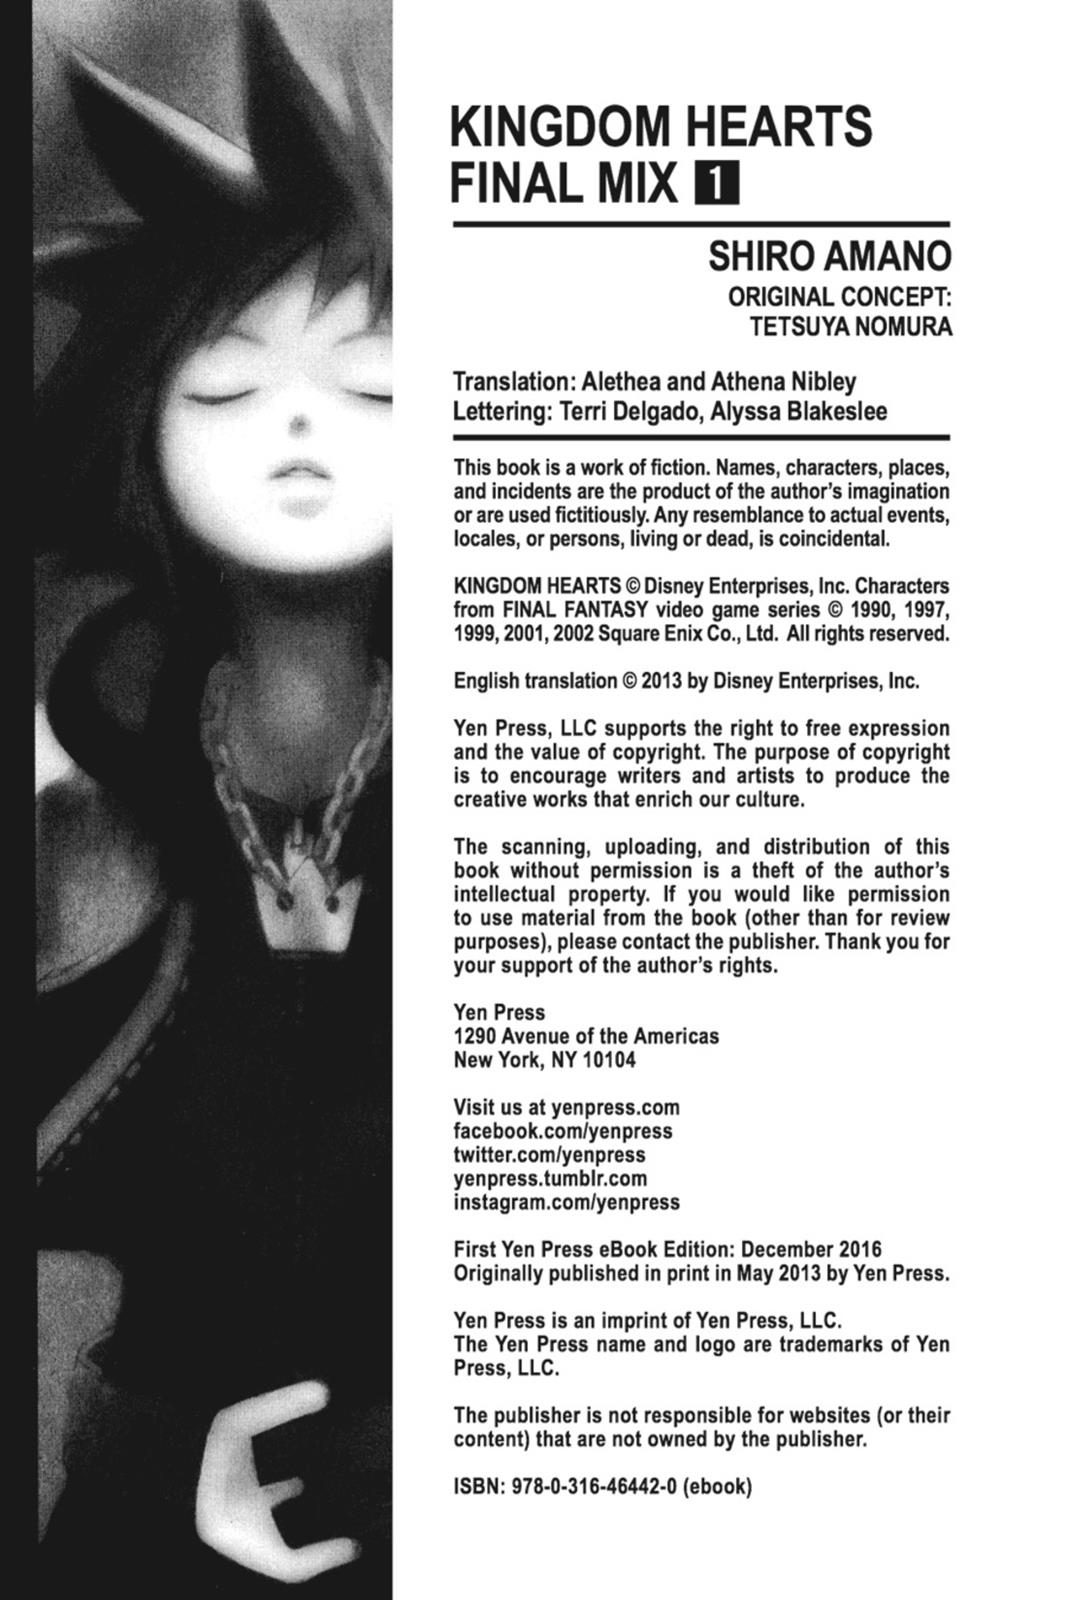 KINGDOM HEARTS
FINAL MIX 1
SHIRO AMANO
ORIGINAL CONCEPT:
TETSUYA NOMURA
Translation: Alethea and Athena Nibley
Lettering: Terri Delgado, Alyssa Blakeslee
This book is a work of fiction. Names, characters, places,
and incidents are the product of the author's imagination
or are used fictitiously. Any resemblance to actual events,
locales, or persons, living or dead, is coincidental.
KINGDOM HEARTS © Disney Enterprises, Inc. Characters
from FINAL FANTASY video game series © 1990, 1997,
1999, 2001, 2002 Square Enix Co., Ltd. All rights reserved.
English translation © 2013 by Disney Enterprises, Inc.
Yen Press, LLC supports the right to free expression
and the value of copyright. The purpose of copyright
is to encourage writers and artists to produce the
creative works that enrich our culture.
The scanning, uploading, and distribution of this
book without permission is a theft of the author's
intellectual property. If you would like permission
to use material from the book (other than for review
purposes), please contact the publisher. Thank you for
your support of the author's rights.
Yen Press
1290 Avenue of the Americas
New York, NY 10104
Visit us at yenpress.com
facebook.com/yenpress
twitter.com/yenpress
yenpress.tumblr.com
instagram.com/yenpress
First Yen Press eBook Edition: December 2016
Originally published in print in May 2013 by Yen Press.
Yen Press is an imprint of Yen Press, LLC.
The Yen Press name and logo are trademarks of Yen
Press, LLC.
The publisher is not responsible for websites (or their
content) that are not owned by the publisher.
ISBN: 978-0-316-46442-0 (ebook)